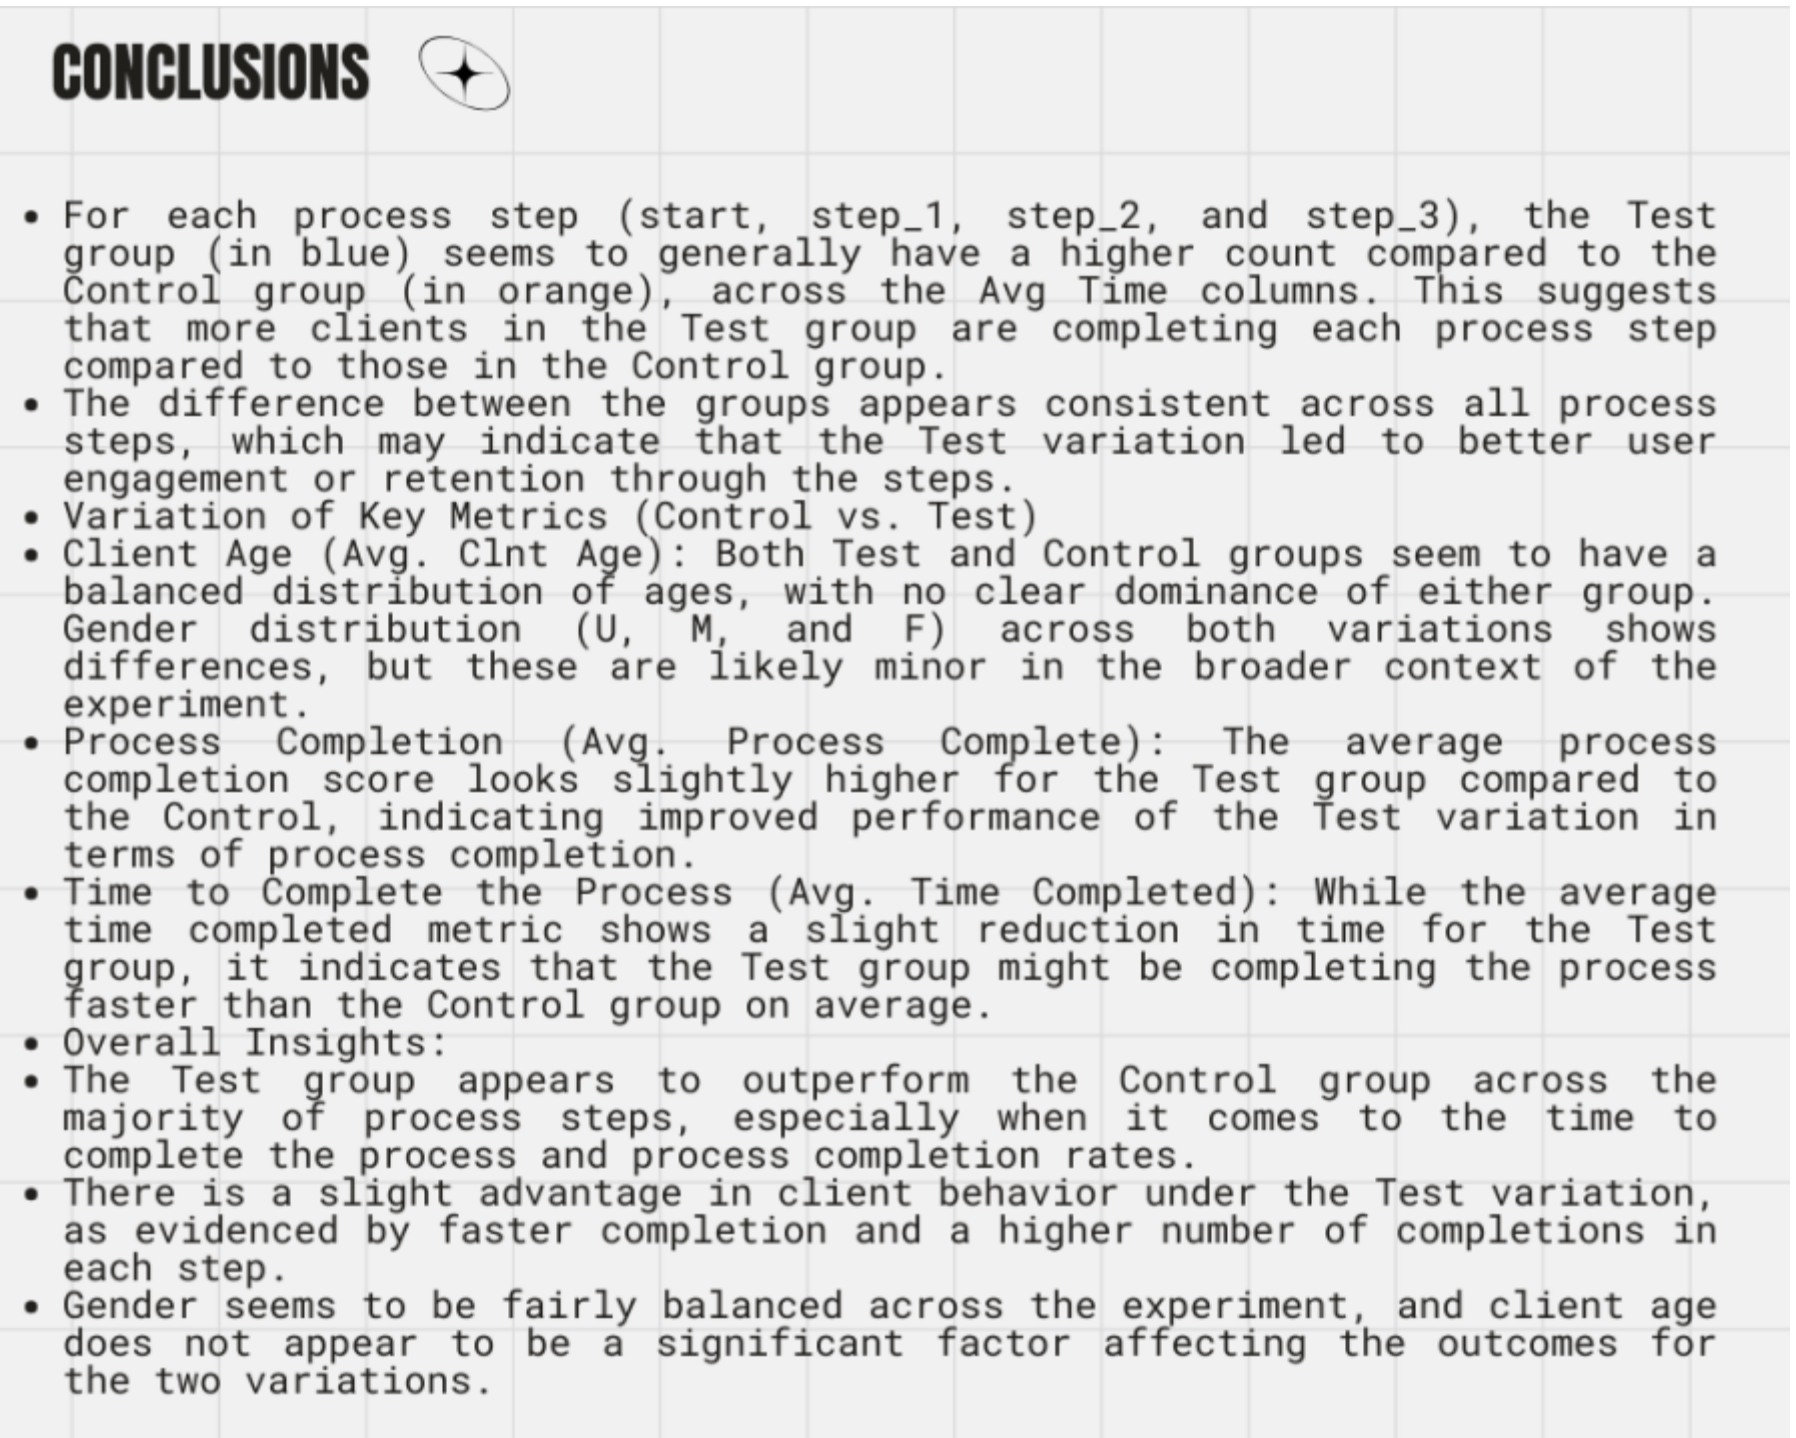 CONCLUSIONS
• For each process step (start, step_1, step_2, and step_3), the Test
group (in blue) seems to generally have a higher count compared to the
Control group (in orange), across the Avg Time columns. This suggests
that more clients in the Test group are completing each process step
compared to those in the Control group.
• The difference between the groups appears consistent across all process
steps, which may indicate that the Test variation led to better user
engagement or retention through the steps.
• Variation of Key Metrics (Control vs. Test)
• Client Age (Avg. Clnt Age): Both Test and Control groups seem to have a
balanced distribution of ages, with no clear dominance of either group.
Gender distribution (U, M, and F) across both variations shows
differences, but these are likely minor in the broader context of the
experiment.
• Process Completion (Avg. Process Complete): The average process
completion score looks slightly higher for the Test group compared to
the Control, indicating improved performance of the Test variation in
terms of process completion.
• Time to Complete the Process (Avg. Time Completed): While the average
time completed metric shows a slight reduction in time for the Test
group, it indicates that the Test group might be completing the process
faster than the Control group on average.
• Overall Insights:
• The Test group appears to outperform the Control group across the
majority of process steps, especially when it comes to the time to
complete the process and process completion rates.
• There is a slight advantage in client behavior under the Test variation,
as evidenced by faster completion and a higher number of completions in
each step.
• Gender seems to be fairly balanced across the experiment, and client age
does not appear to be a significant factor affecting the outcomes for
the two variations.